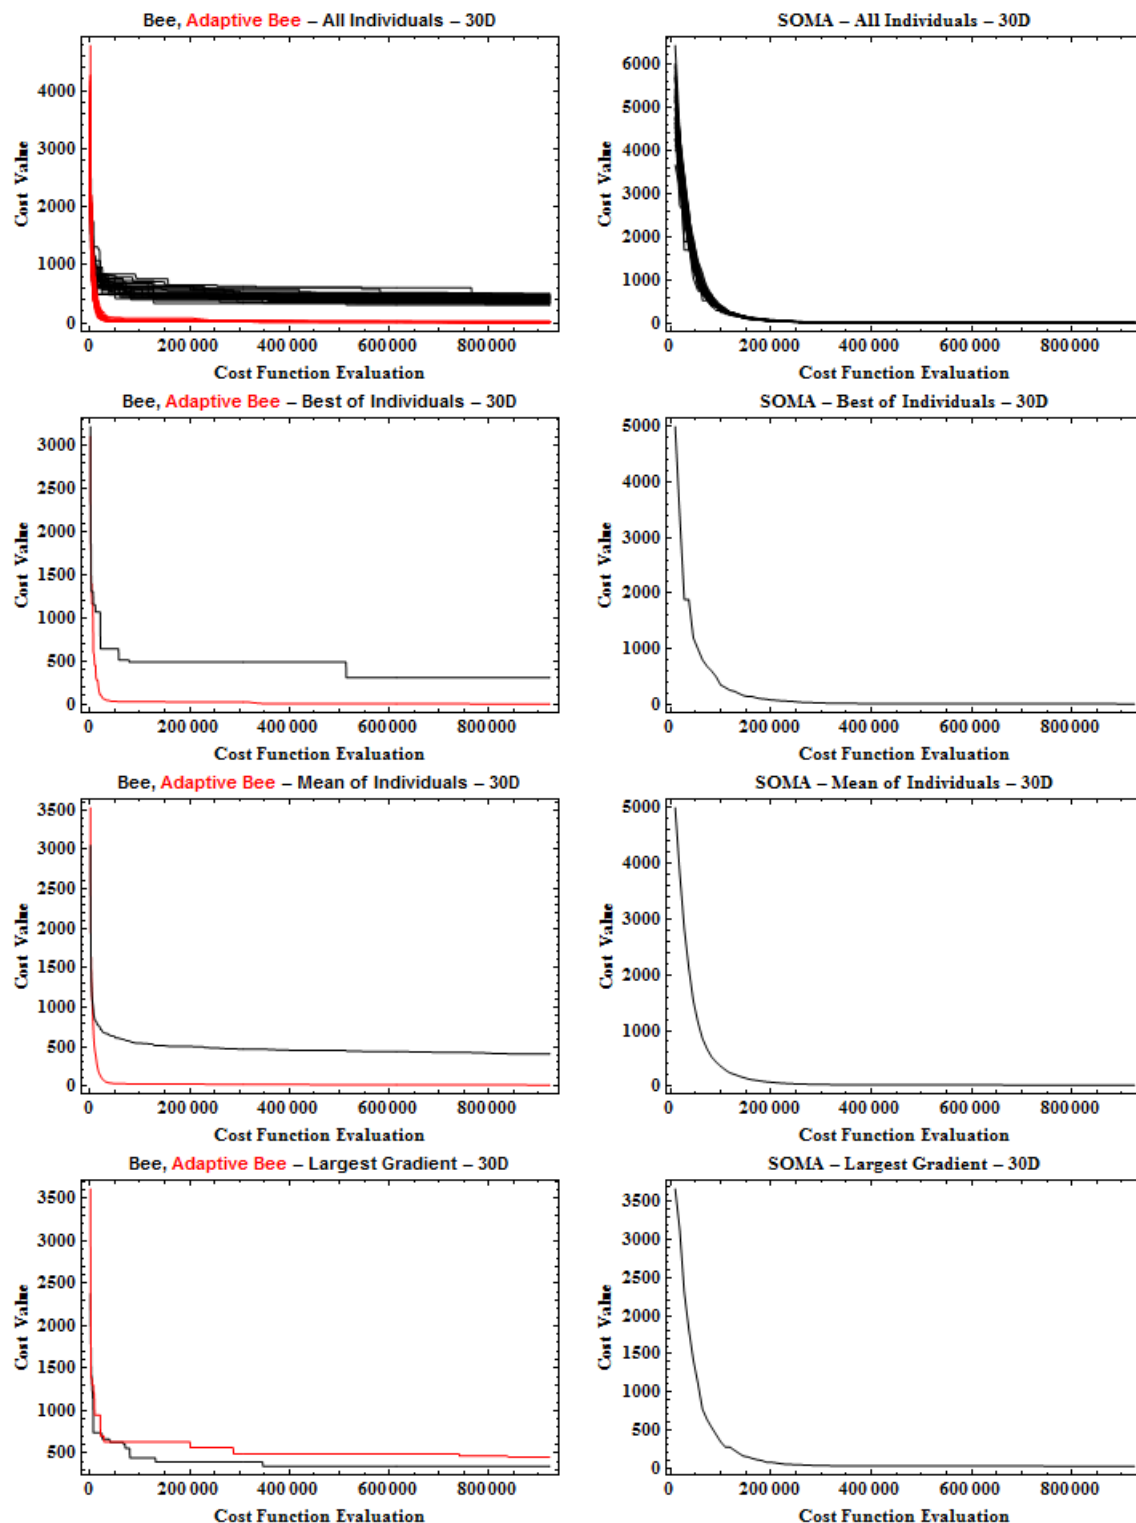 Bee, Adaptive Bee – All Individuals – 30D
4000
3000
2000
1000
0
Cost Value
0 200 000 400 000 600 000 800 000
Cost Function Evaluation
SOMA – All Individuals – 30D
6000
5000
4000
3000
2000
1000
0
Cost Value
0 200 000 400 000 600 000 800 000
Cost Function Evaluation
Bee, Adaptive Bee – Best of Individuals – 30D
3000
2500
2000
1500
1000
500
0
Cost Value
0 200 000 400 000 600 000 800 000
Cost Function Evaluation
SOMA – Best of Individuals – 30D
5000
4000
3000
2000
1000
0
Cost Value
0 200 000 400 000 600 000 800 000
Cost Function Evaluation
Bee, Adaptive Bee – Mean of Individuals – 30D
3500
3000
2500
2000
1500
1000
500
0
Cost Value
0 200 000 400 000 600 000 800 000
Cost Function Evaluation
SOMA – Mean of Individuals – 30D
5000
4000
3000
2000
1000
0
Cost Value
0 200 000 400 000 600 000 800 000
Cost Function Evaluation
Bee, Adaptive Bee – Largest Gradient – 30D
3500
3000
2500
2000
1500
1000
500
Cost Value
0 200 000 400 000 600 000 800 000
Cost Function Evaluation
SOMA – Largest Gradient – 30D
3500
3000
2500
2000
1500
1000
500
0
Cost Value
0 200 000 400 000 600 000 800 000
Cost Function Evaluation